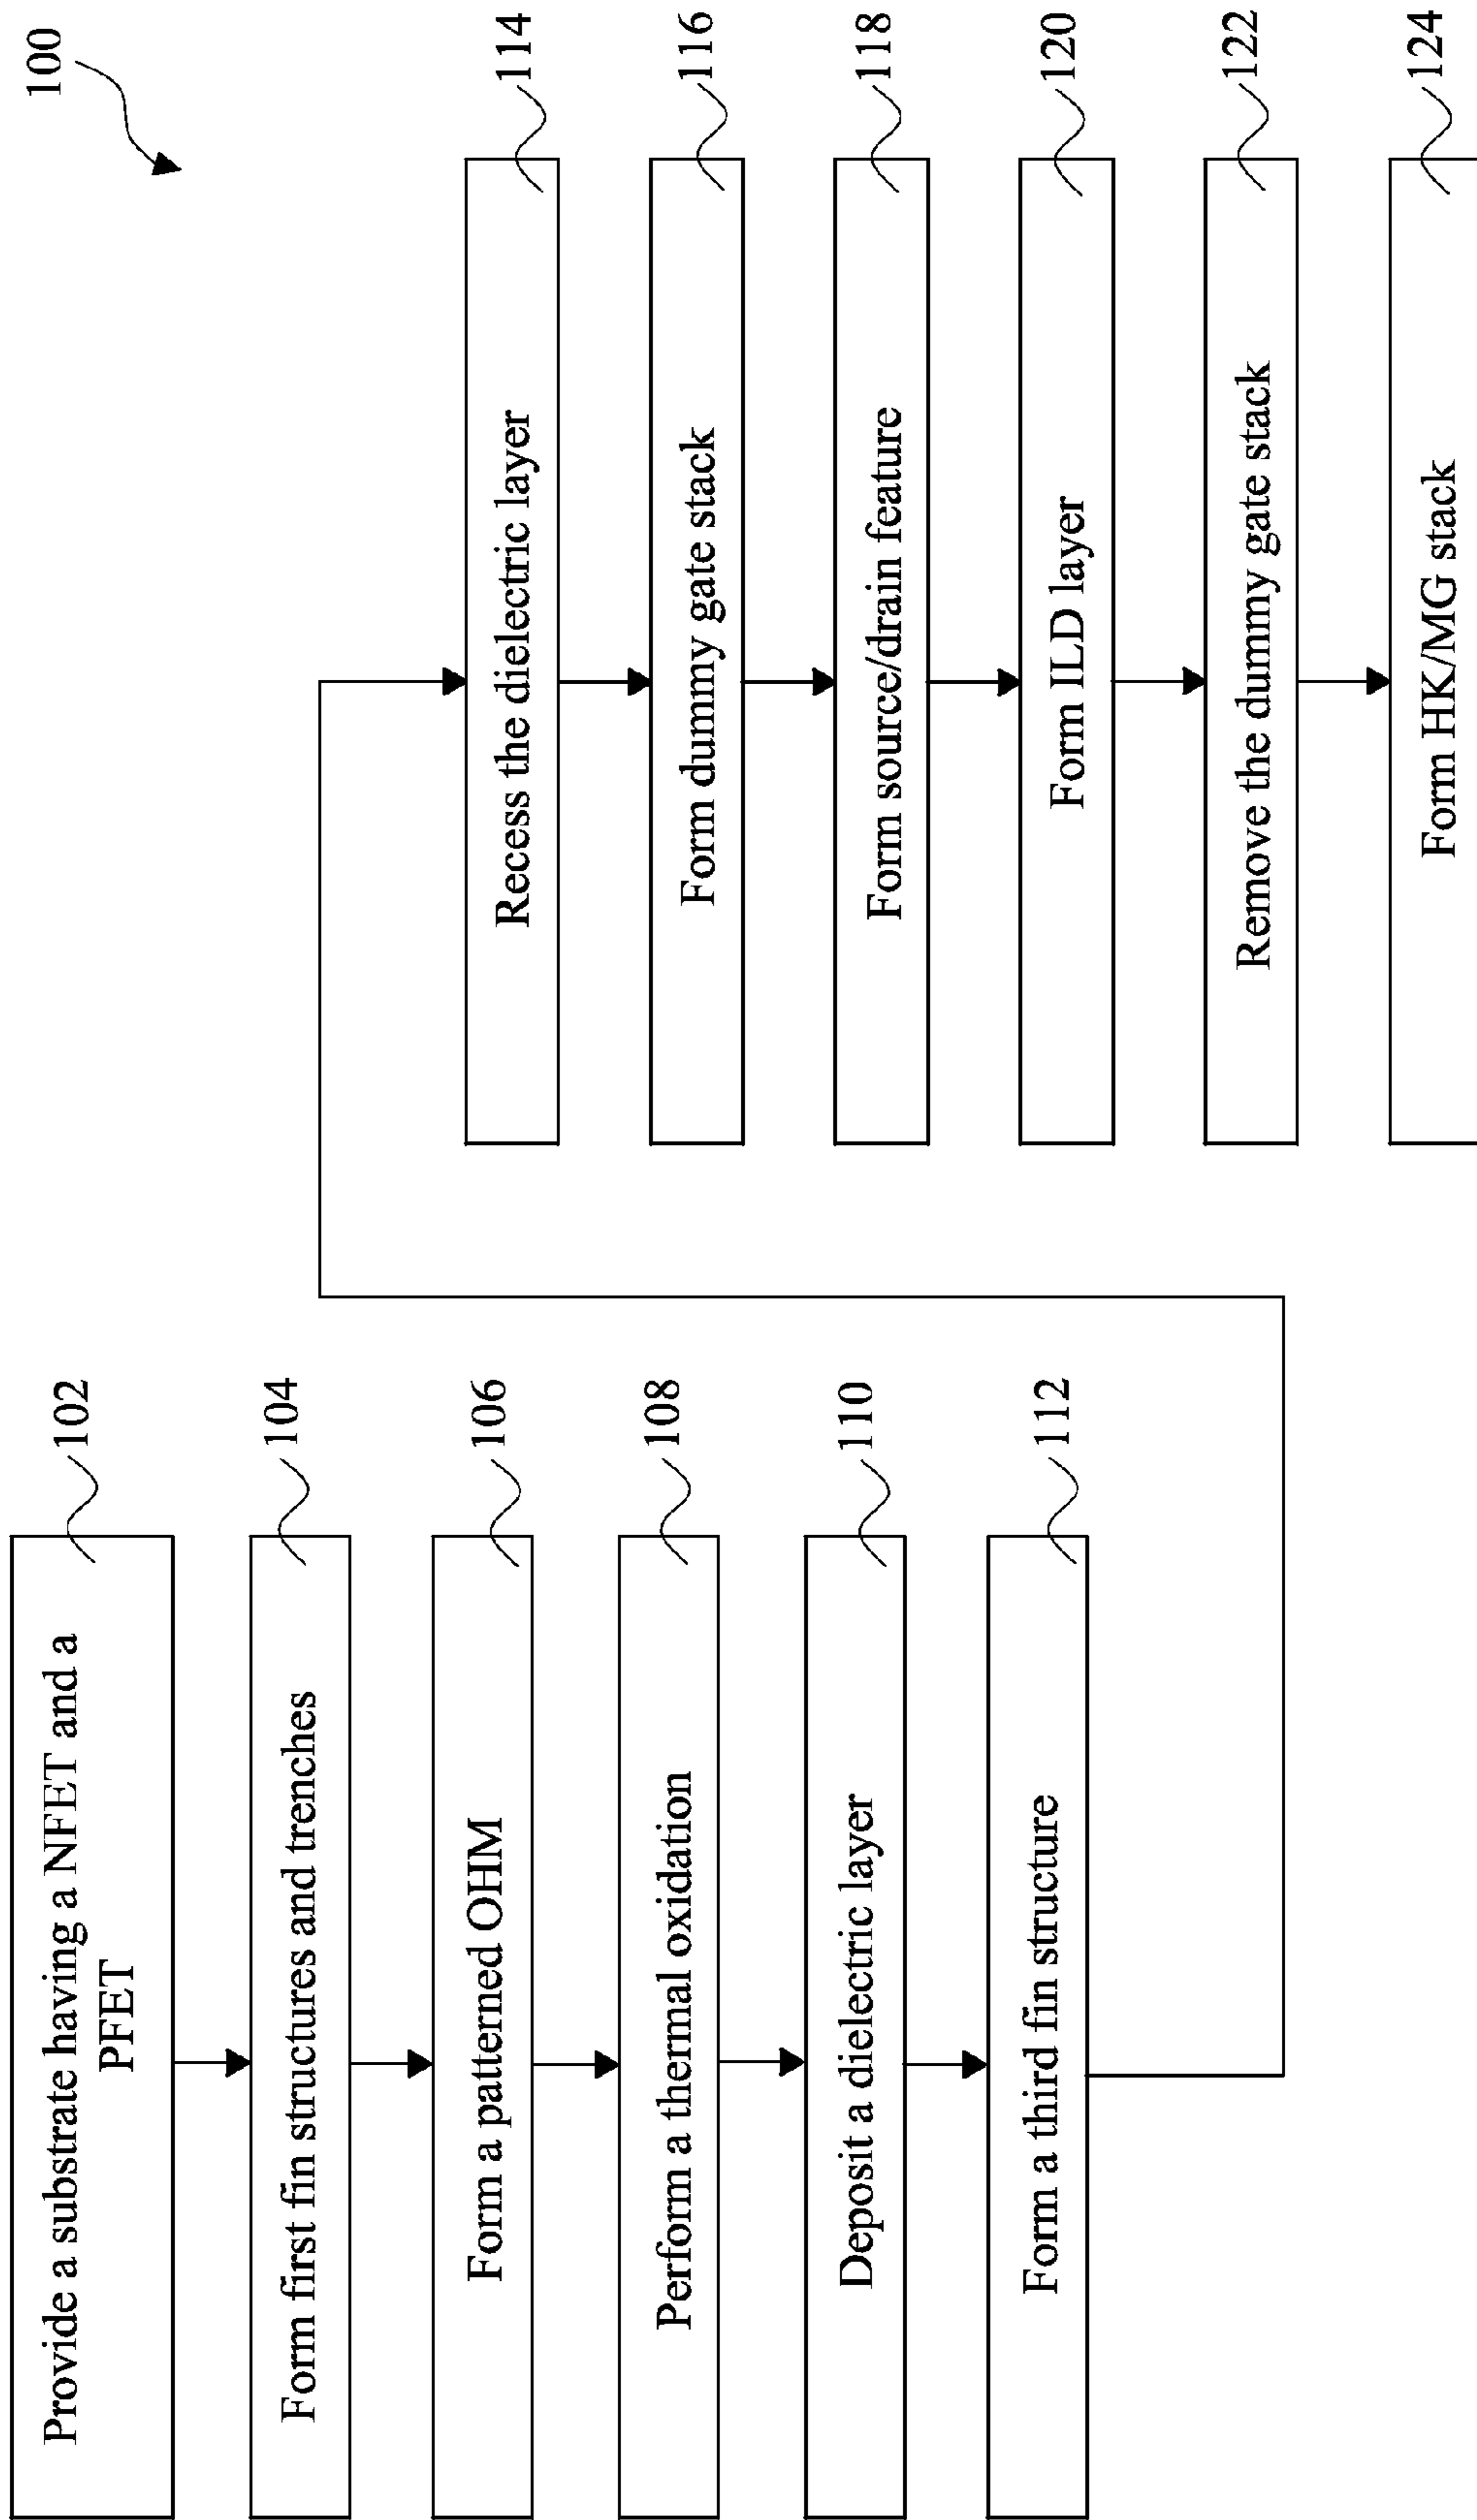 100
Provide a substrate having a NFET and a
PFET
102
Form first fin structures and trenches
104
Form a patterned OHM
106
Perform a thermal oxidation
108
Deposit a dielectric layer
110
Form a third fin structure
112
Recess the dielectric layer
114
Form dummy gate stack
116
Form source/drain feature
118
Form ILD layer
120
Remove the dummy gate stack
122
Form HK/MG stack
124